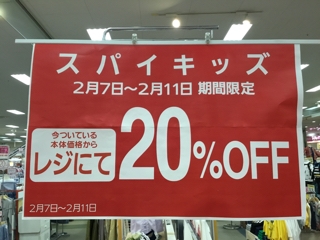 スパイキッズ
2月7日〜2月11日 期間限定
今ついている
本体価格から
レジにて
20%OFF
2月7日〜2月11日